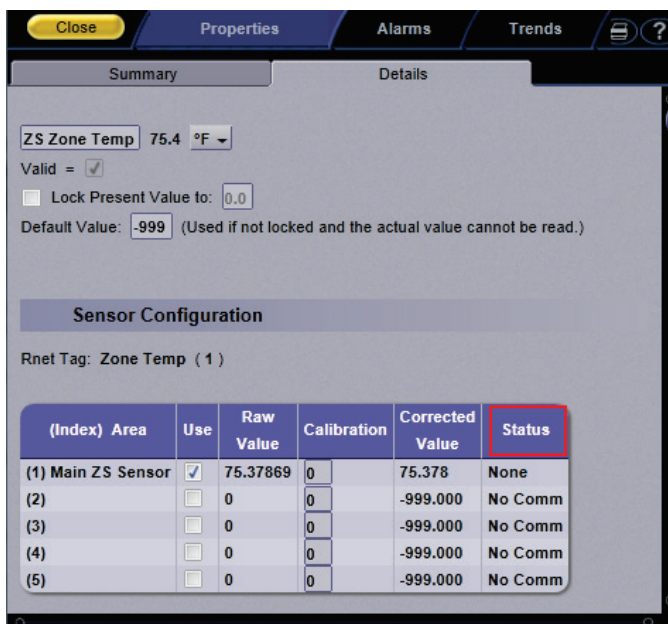 Close Properties Alarms Trends ?
Summary Details
ZS Zone Temp 75.4 °F
Valid =
Lock Present Value to: 0.0
Default Value: -999 (Used if not locked and the actual value cannot be read.)
Sensor Configuration
Rnet Tag: Zone Temp ( 1 )
(Index) Area Use Raw Value Calibration Corrected Value Status
(1) Main ZS Sensor 75.37869 0 75.378 None
(2) 0 0 -999.000 No Comm
(3) 0 0 -999.000 No Comm
(4) 0 0 -999.000 No Comm
(5) 0 0 -999.000 No Comm